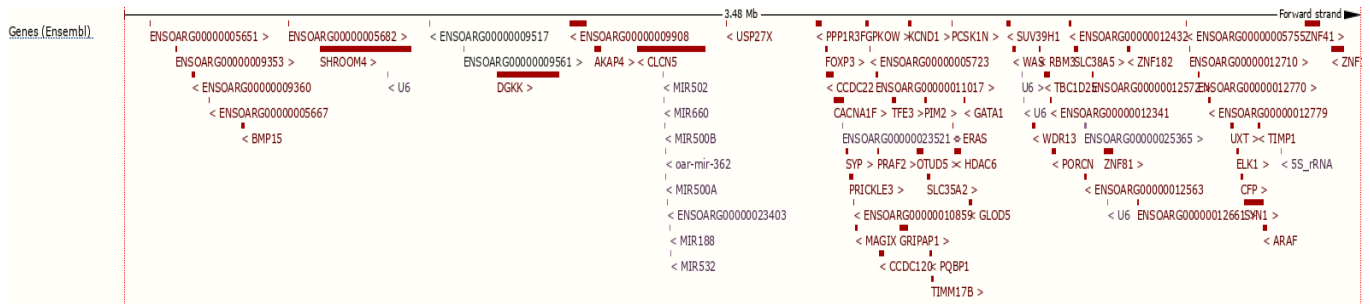 3.48 Mb Forward strand
Genes (Ensembl)
ENSOARG00000005651 > ENSOARG00000005682 > < ENSOARG00000009517 < ENSOARG00000009908 < USP27X < PPP1R3F GPKOW > < KCND1 < PCSK1N < SUV39H1 < ENSOARG00000012432 < ENSOARG00000005755 ZNF41 >
ENSOARG00000009353 > SHROOM4 > ENSOARG00000009561 > < AKAP4 > < CLCN5 FOXP3 > < ENSOARG00000005723 < WAS < RBM3 SLC38A5 > < ZNF182 < ENSOARG00000012710 < ZNF
< ENSOARG00000009360 < U6 DGKK > < MIR502 < CCDC22 ENSOARG00000011017 > U6 > < TBC1D25 < ENSOARG00000012770 >
< ENSOARG00000005667 < MIR660 CACNA1F > < TFE3 > PIM2 > < GATA1 < U6 < ENSOARG00000012341 < ENSOARG00000012779
< BMP15 < MIR500B ENSOARG00000023521 > < ERAS < WDR13 ENSOARG00000025365 > UXT > < TIMP1
< oar-mir-362 SYP > PRAF2 > < OTUD5 > < HDAC6 < PORCN ZNF81 > ELK1 > < 5S_rRNA
< MIR500A PRICKLE3 > SLC35A2 > < ENSOARG00000012563 CFP >
< ENSOARG00000023403 < ENSOARG00000010859 < GLOD5 < U6 ENSOARG00000012661 > SYN1 >
< MIR188 < MAGIX GRIPAP1 > < ARAF
< MIR532 < CCDC120 < PQBP1
TIMM17B >